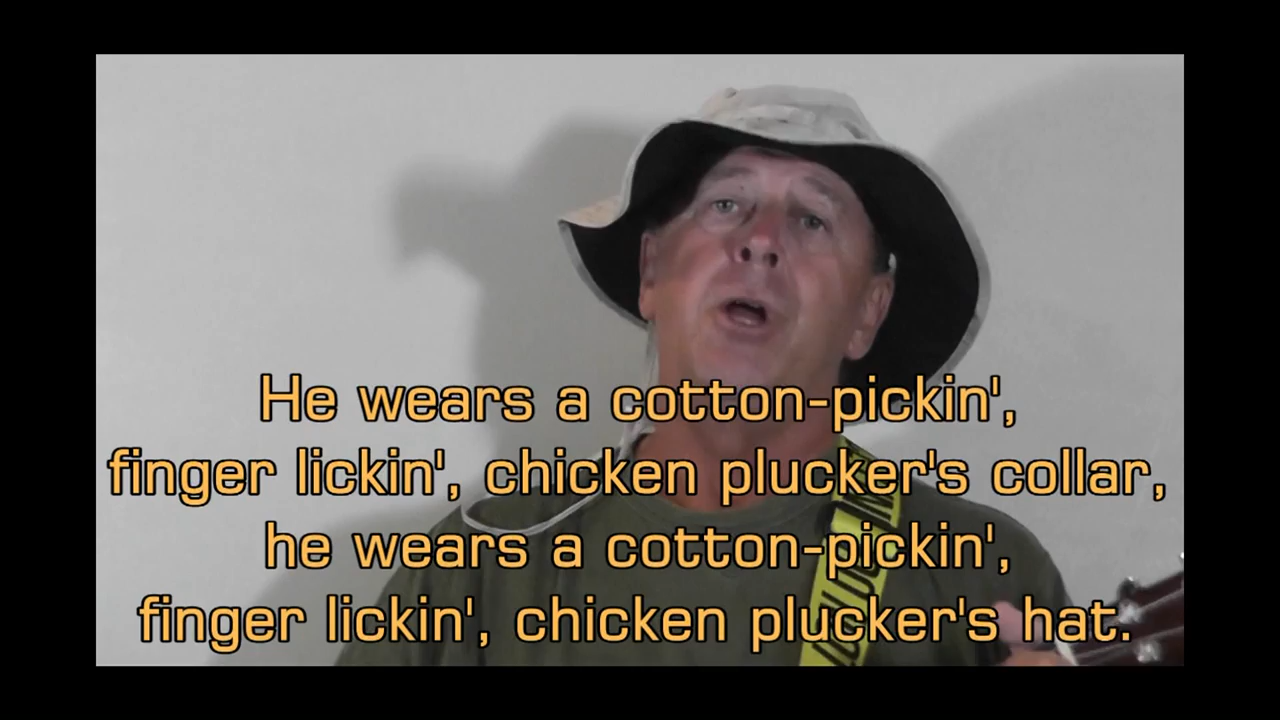 He wears a cotton-pickin',
finger lickin', chicken plucker's collar,
he wears a cotton-pickin',
finger lickin', chicken plucker's hat.